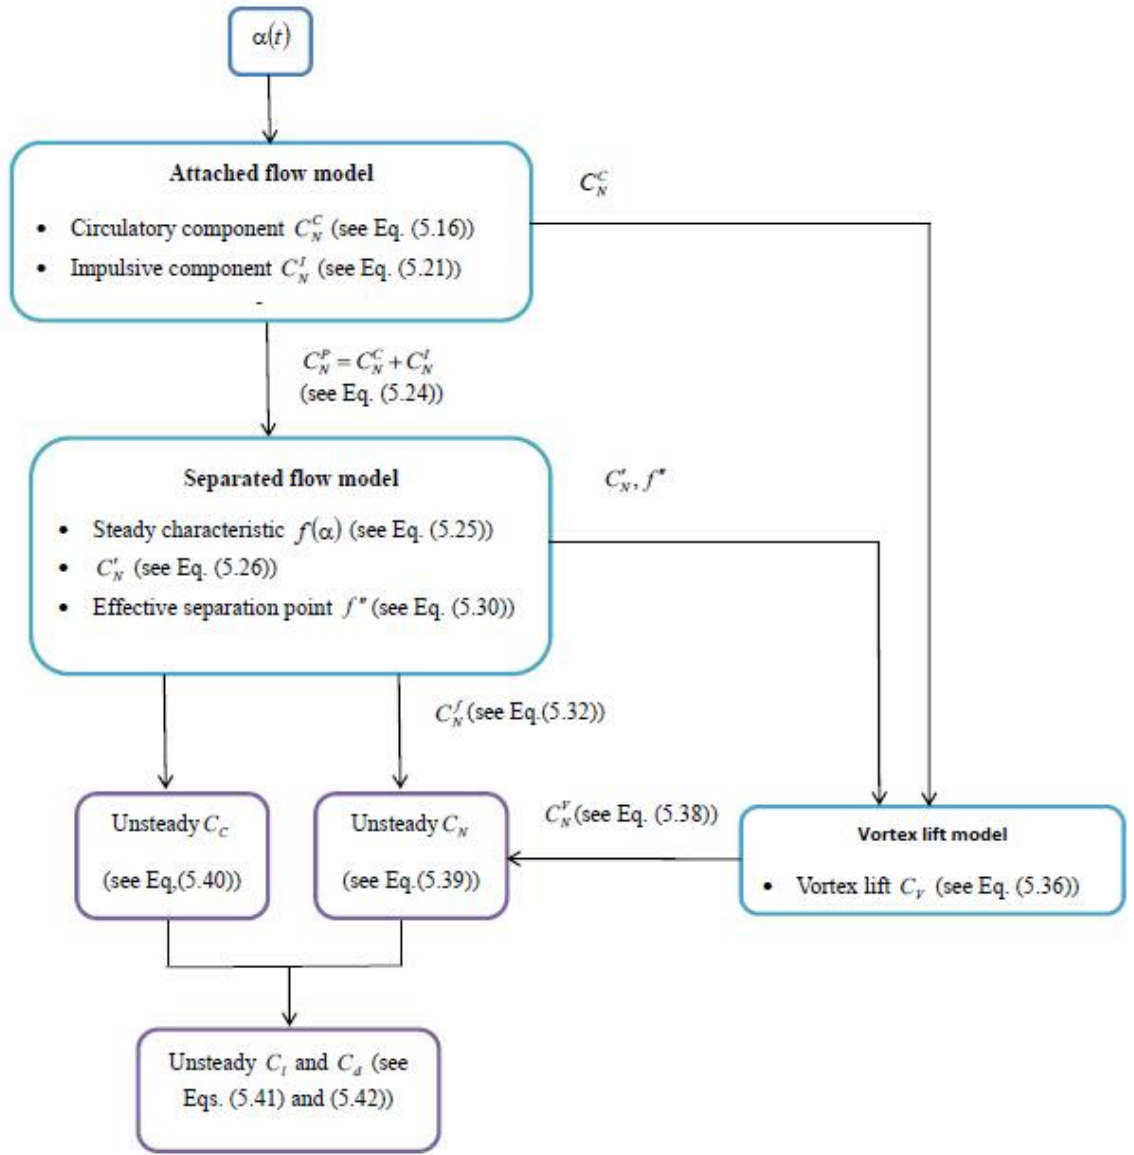 α(t)
Attached flow model
C_N^C
• Circulatory component C_N^C (see Eq. (5.16))
• Impulsive component C_N^I (see Eq. (5.21))
-
C_N^P = C_N^C + C_N^I
(see Eq. (5.24))
Separated flow model
C'_N, f''
• Steady characteristic f(α) (see Eq. (5.25))
• C'_N (see Eq. (5.26))
• Effective separation point f'' (see Eq. (5.30))
C_N^f (see Eq.(5.32))
C_N^V (see Eq. (5.38))
Unsteady C_C
(see Eq,(5.40))
Unsteady C_N
(see Eq.(5.39))
Vortex lift model
• Vortex lift C_V (see Eq. (5.36))
Unsteady C_l and C_d (see
Eqs. (5.41) and (5.42))